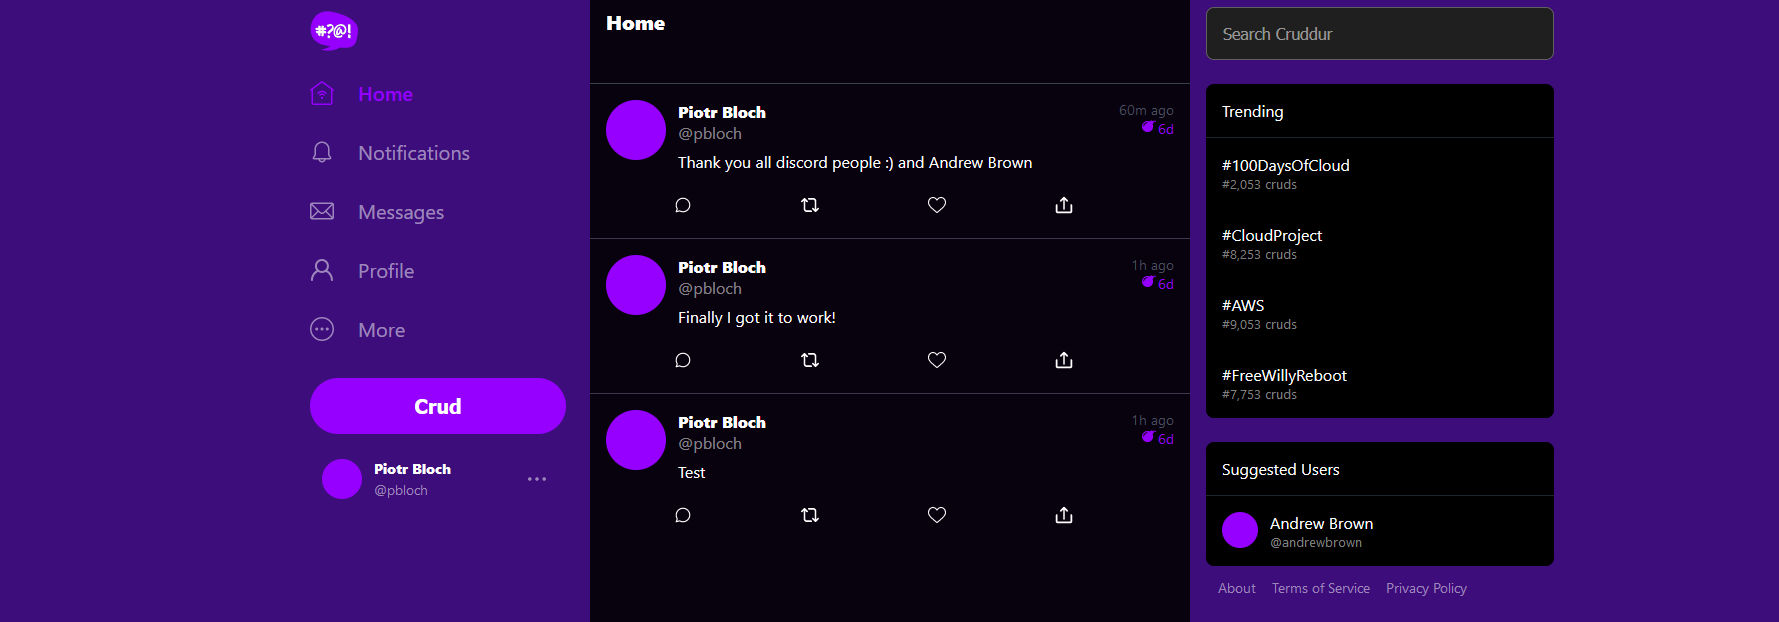 #?@!
Home
Notifications
Messages
Profile
More
Crud
Piotr Bloch
@pbloch
Home
Piotr Bloch
60m ago
@pbloch
6d
Thank you all discord people :) and Andrew Brown
Piotr Bloch
1h ago
@pbloch
6d
Finally I got it to work!
Piotr Bloch
1h ago
@pbloch
6d
Test
Search Cruddur
Trending
#100DaysOfCloud
#2,053 cruds
#CloudProject
#8,253 cruds
#AWS
#9,053 cruds
#FreeWillyReboot
#7,753 cruds
Suggested Users
Andrew Brown
@andrewbrown
About Terms of Service Privacy Policy